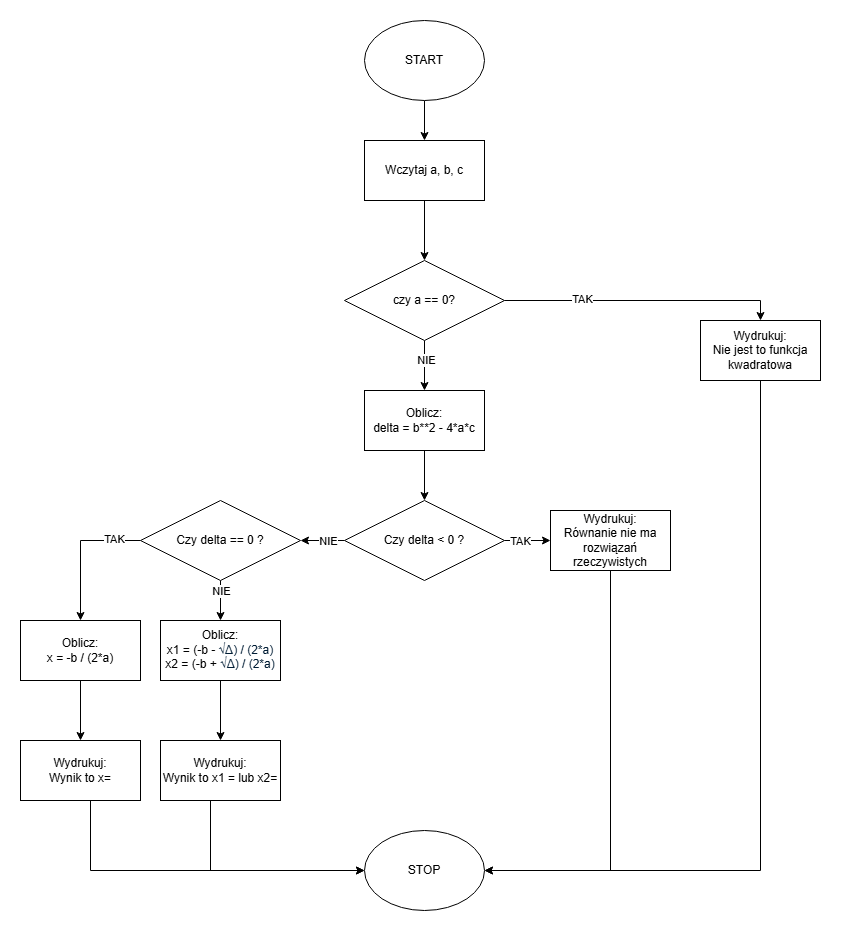 START
Wczytaj a, b, c
czy a == 0?
TAK
Wydrukuj:
Nie jest to funkcja
kwadratowa
NIE
Oblicz:
delta = b**2 - 4*a*c
Czy delta < 0 ?
TAK
Wydrukuj:
Równanie nie ma
rozwiązań
rzeczywistych
NIE
Czy delta == 0 ?
TAK
NIE
Oblicz:
x = -b / (2*a)
Oblicz:
x1 = (-b - √Δ) / (2*a)
x2 = (-b + √Δ) / (2*a)
Wydrukuj:
Wynik to x=
Wydrukuj:
Wynik to x1 = lub x2=
STOP